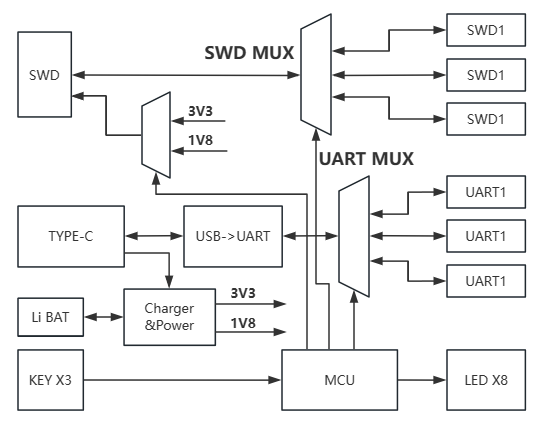 SWD
SWD MUX
SWD1
SWD1
SWD1
3V3
1V8
UART MUX
TYPE-C
USB->UART
UART1
UART1
UART1
Li BAT
Charger
&Power
3V3
1V8
KEY X3
MCU
LED X8